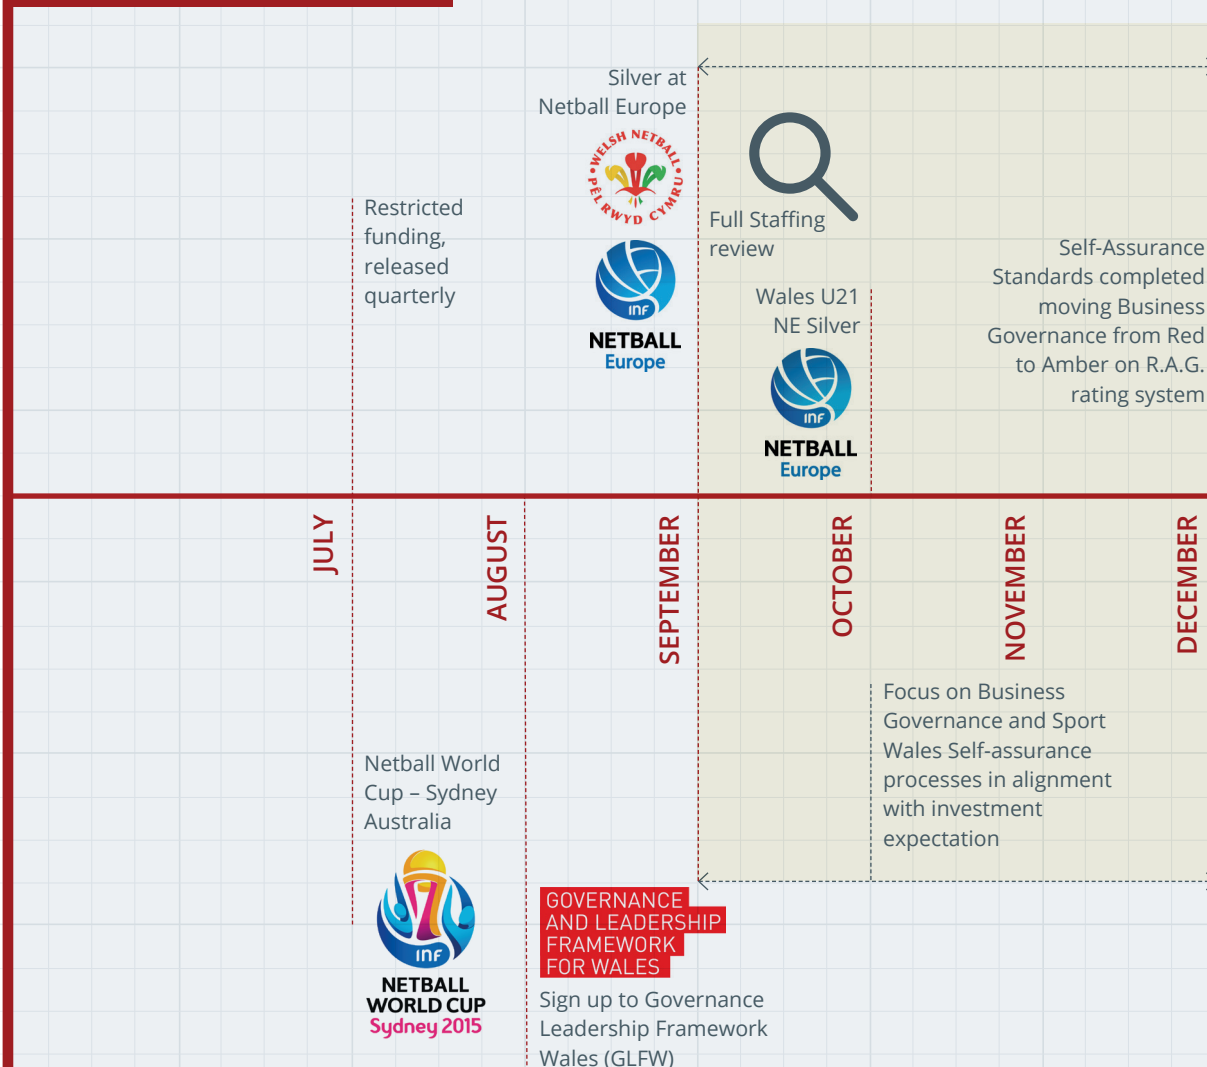 Silver at
Netball Europe
WELSH NETBALL
PÊL RWYD CYMRU
INF
NETBALL
Europe
Restricted
funding,
released
quarterly
Full Staffing
review
Wales U21
NE Silver
INF
NETBALL
Europe
Self-Assurance
Standards completed
moving Business
Governance from Red
to Amber on R.A.G.
rating system
JULY
AUGUST
SEPTEMBER
OCTOBER
NOVEMBER
DECEMBER
Netball World
Cup – Sydney
Australia
INF
NETBALL
WORLD CUP
Sydney 2015
GOVERNANCE
AND LEADERSHIP
FRAMEWORK
FOR WALES
Sign up to Governance
Leadership Framework
Wales (GLFW)
Focus on Business
Governance and Sport
Wales Self-assurance
processes in alignment
with investment
expectation